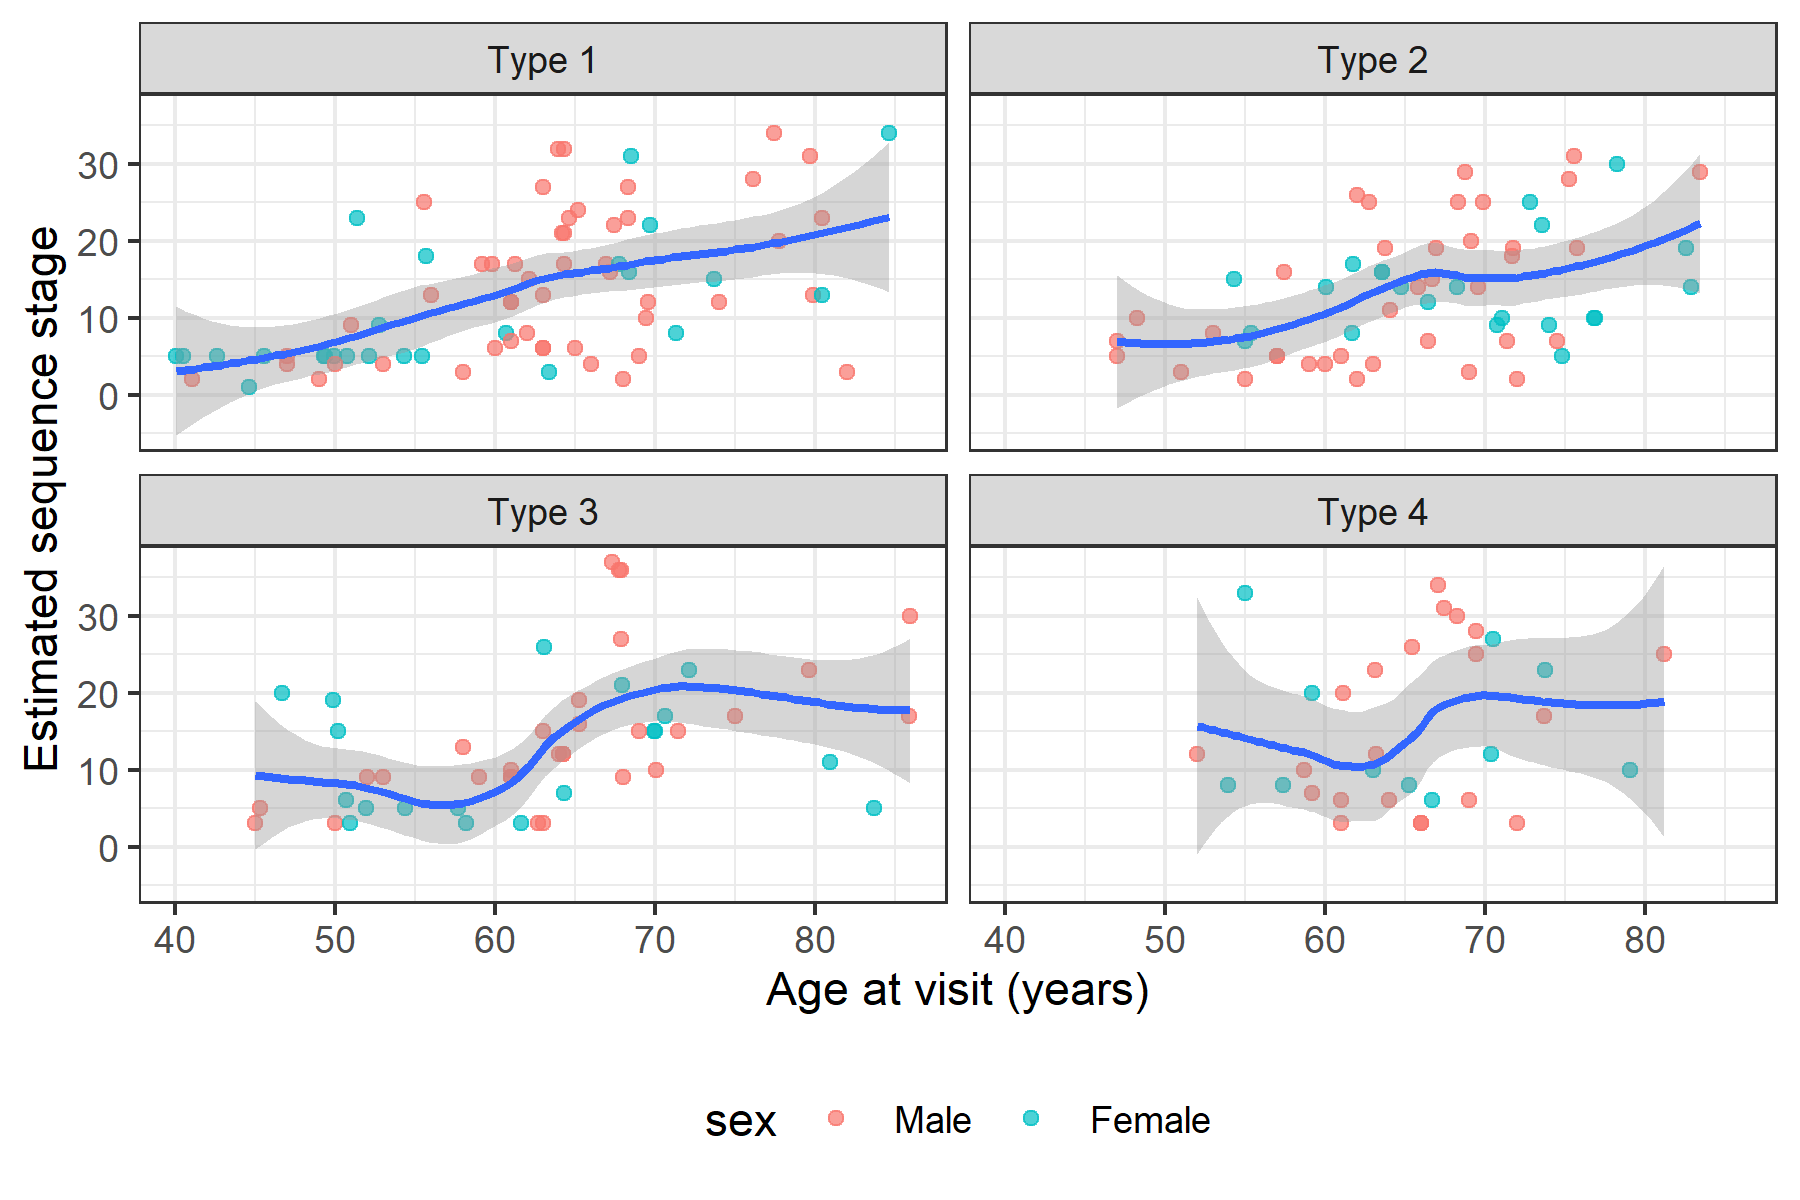 Type 1
Type 2
30
20
10
0
Type 3
Type 4
30
20
10
0
40 50 60 70 80
40 50 60 70 80
Estimated sequence stage
Age at visit (years)
sex Male Female